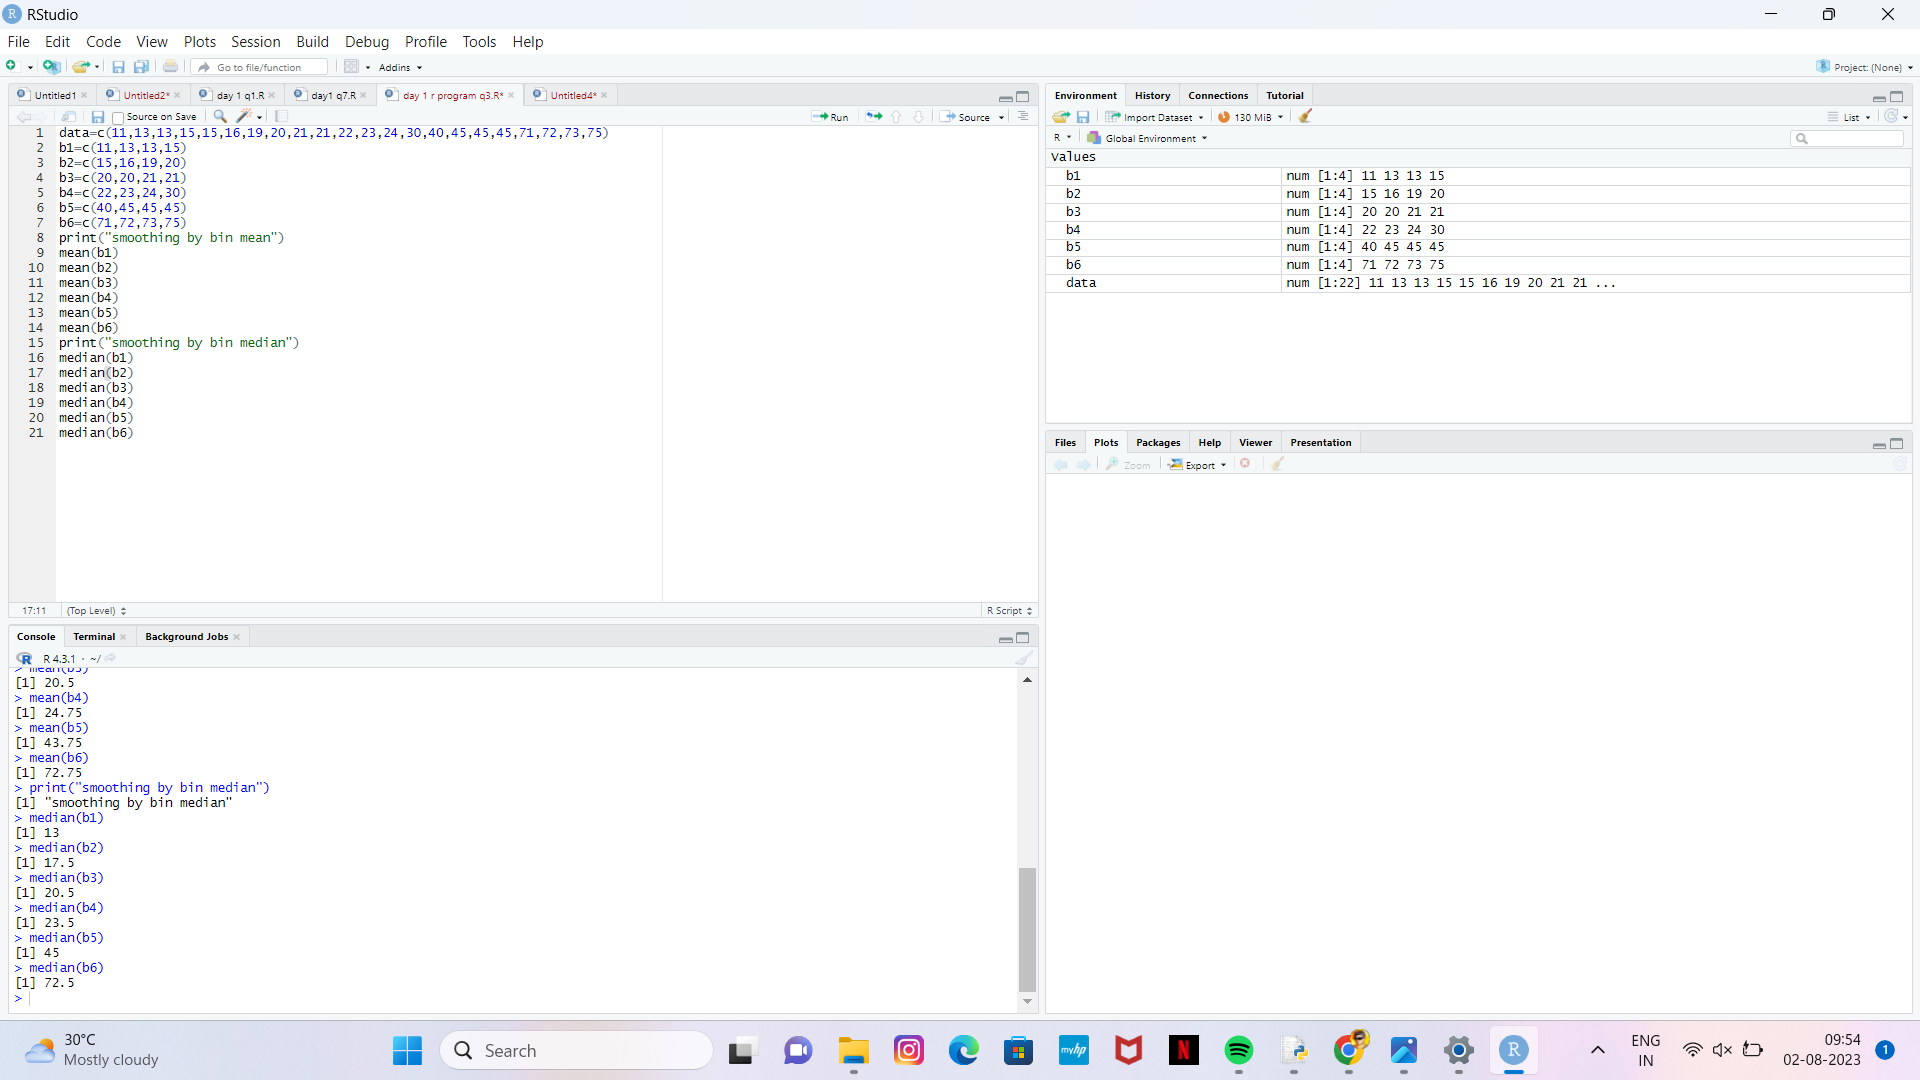 RStudio
File Edit Code View Plots Session Build Debug Profile Tools Help
Go to file/function Addins Project: (None)
Untitled1 Untitled2* day 1 q1.R day1 q7.R day 1 r program q3.R* Untitled4*
Source on Save Run Source
1 data=c(11,13,13,15,15,16,19,20,21,21,22,23,24,30,40,45,45,45,71,72,73,75)
2 b1=c(11,13,13,15)
3 b2=c(15,16,19,20)
4 b3=c(20,20,21,21)
5 b4=c(22,23,24,30)
6 b5=c(40,45,45,45)
7 b6=c(71,72,73,75)
8 print("smoothing by bin mean")
9 mean(b1)
10 mean(b2)
11 mean(b3)
12 mean(b4)
13 mean(b5)
14 mean(b6)
15 print("smoothing by bin median")
16 median(b1)
17 median(b2)
18 median(b3)
19 median(b4)
20 median(b5)
21 median(b6)
17:11 (Top Level) R Script
Console Terminal Background Jobs
R 4.3.1 · ~/
> mean(b3)
[1] 20.5
> mean(b4)
[1] 24.75
> mean(b5)
[1] 43.75
> mean(b6)
[1] 72.75
> print("smoothing by bin median")
[1] "smoothing by bin median"
> median(b1)
[1] 13
> median(b2)
[1] 17.5
> median(b3)
[1] 20.5
> median(b4)
[1] 23.5
> median(b5)
[1] 45
> median(b6)
[1] 72.5
>
Environment History Connections Tutorial
Import Dataset 130 MiB List
R Global Environment
Values
b1 num [1:4] 11 13 13 15
b2 num [1:4] 15 16 19 20
b3 num [1:4] 20 20 21 21
b4 num [1:4] 22 23 24 30
b5 num [1:4] 40 45 45 45
b6 num [1:4] 71 72 73 75
data num [1:22] 11 13 13 15 15 16 19 20 21 21 ...
Files Plots Packages Help Viewer Presentation
Zoom Export
30°C
Mostly cloudy
Search
myhp
N
R
ENG
IN
09:54
02-08-2023
1